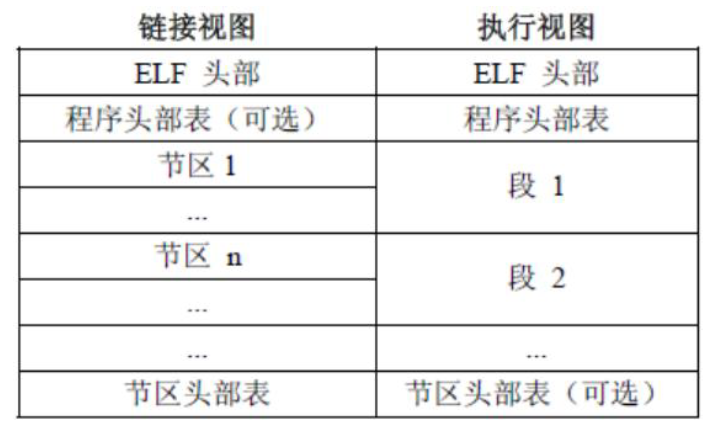 链接视图 执行视图
ELF 头部 ELF 头部
程序头部表（可选） 程序头部表
节区 1
段 1
...
节区 n
段 2
...
... ...
节区头部表 节区头部表（可选）